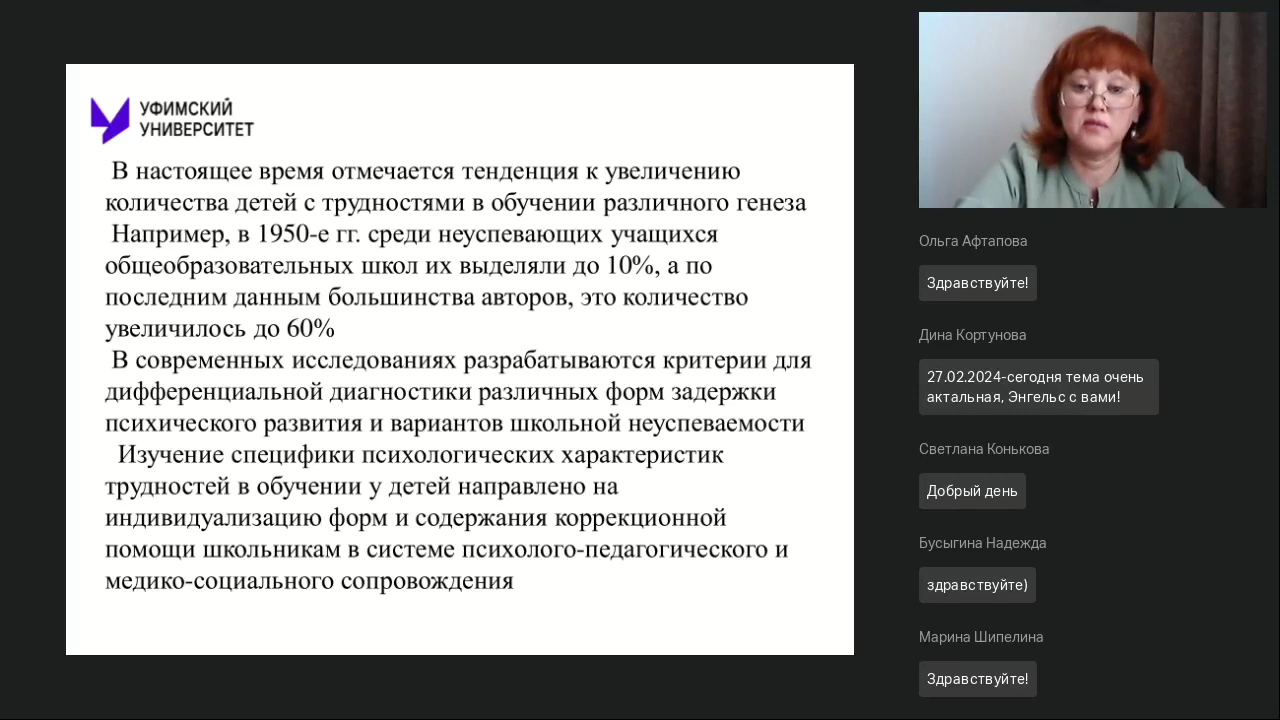 УФИМСКИЙ
УНИВЕРСИТЕТ
В настоящее время отмечается тенденция к увеличению
количества детей с трудностями в обучении различного генеза
Например, в 1950-е гг. среди неуспевающих учащихся
общеобразовательных школ их выделяли до 10%, а по
последним данным большинства авторов, это количество
увеличилось до 60%
В современных исследованиях разрабатываются критерии для
дифференциальной диагностики различных форм задержки
психического развития и вариантов школьной неуспеваемости
Изучение специфики психологических характеристик
трудностей в обучении у детей направлено на
индивидуализацию форм и содержания коррекционной
помощи школьникам в системе психолого-педагогического и
медико-социального сопровождения
Ольга Афтапова
Здравствуйте!
Дина Кортунова
27.02.2024-сегодня тема очень
актальная, Энгельс с вами!
Светлана Конькова
Добрый день
Бусыгина Надежда
здравствуйте)
Марина Шипелина
Здравствуйте!